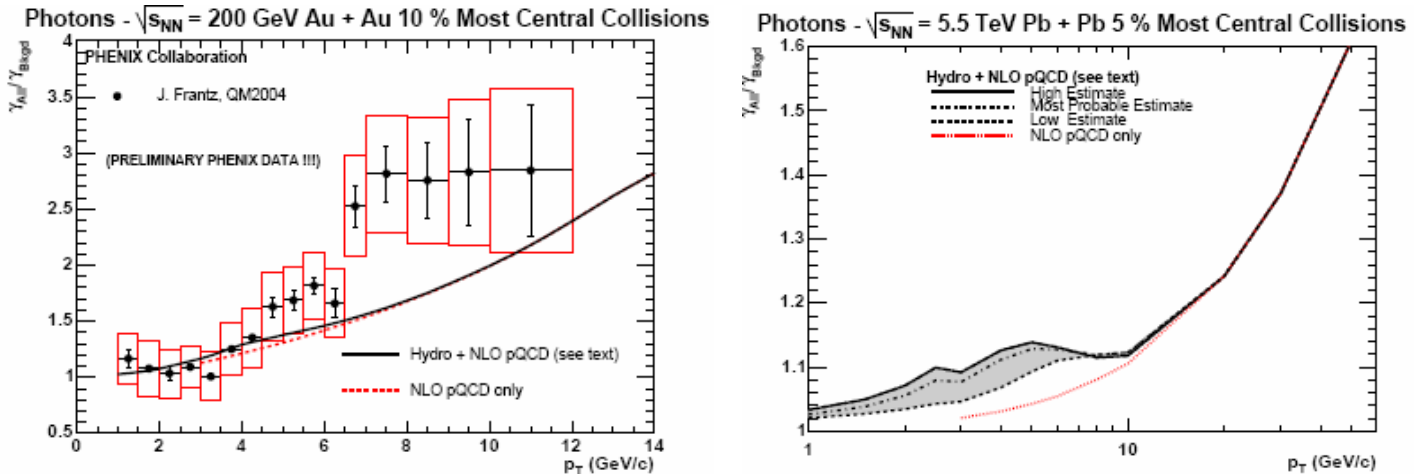 Photons - √sNN = 200 GeV Au + Au 10 % Most Central Collisions
γAll/γBkgd
4
3.5
3
2.5
2
1.5
1
0.5
PHENIX Collaboration
J. Frantz, QM2004
(PRELIMINARY PHENIX DATA !!!)
Hydro + NLO pQCD (see text)
NLO pQCD only
0 2 4 6 8 10 12 14
pT (GeV/c)
Photons - √sNN = 5.5 TeV Pb + Pb 5 % Most Central Collisions
γAll/γBkgd
1.6
1.5
1.4
1.3
1.2
1.1
1
Hydro + NLO pQCD (see text)
High Estimate
Most Probable Estimate
Low Estimate
NLO pQCD only
1 10
pT (GeV/c)